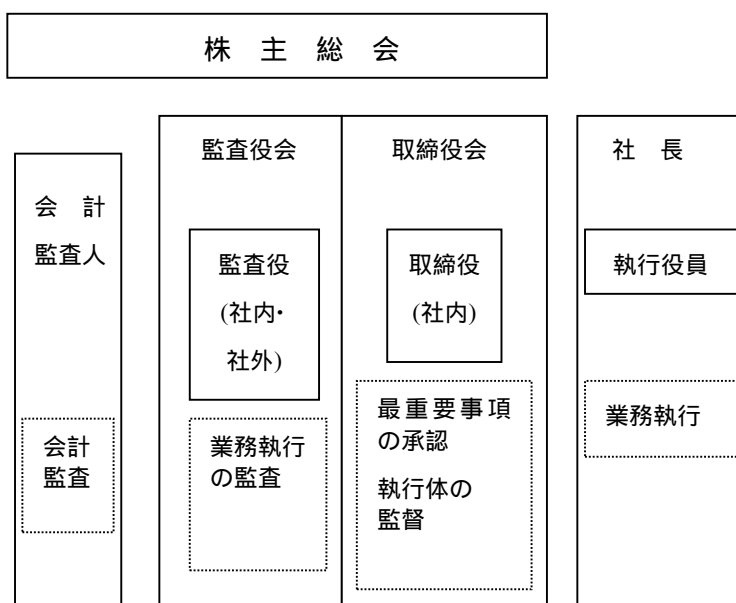 株 主 総 会
会 計
監査人
会計
監査
監査役会
監査役
(社内・
社外)
業務執行
の監査
取締役会
取締役
(社内)
最重要事項
の承認
執行体の
監督
社 長
執行役員
業務執行